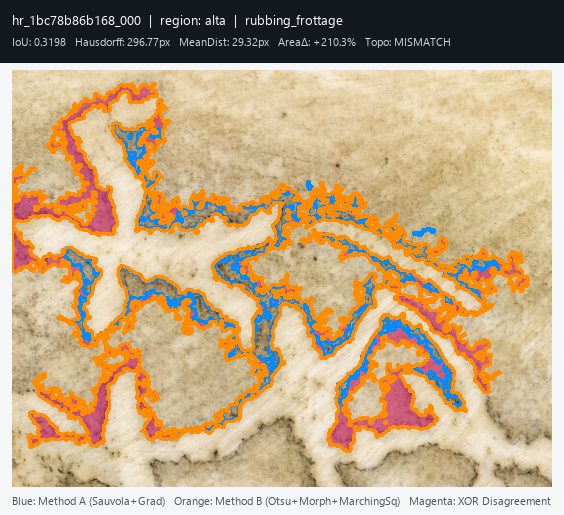 hr_1bc78b86b168_000 | region: alta | rubbing_frottage
IoU: 0.3198 Hausdorff: 296.77px MeanDist: 29.32px AreaΔ: +210.3% Topo: MISMATCH
Blue: Method A (Sauvola+Grad) Orange: Method B (Otsu+Morph+MarchingSq) Magenta: XOR Disagreement